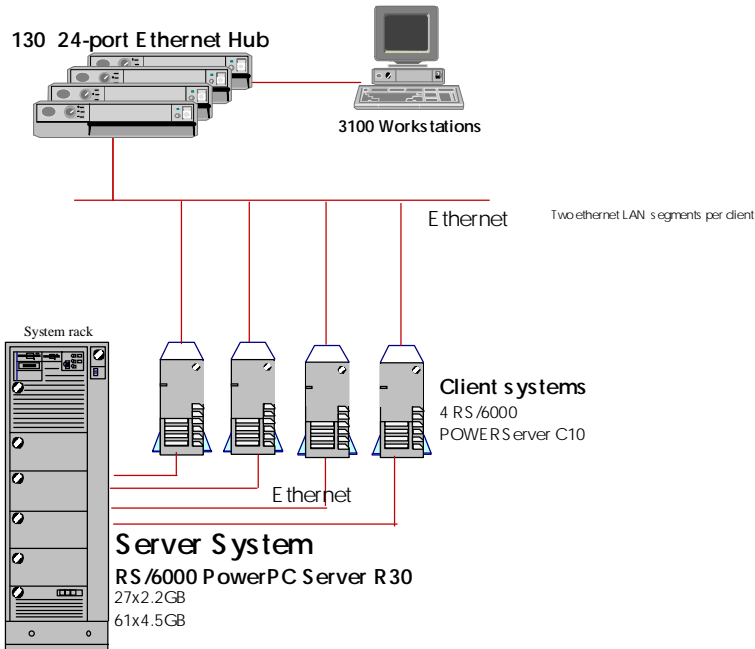 130 24-port Ethernet Hub
3100 Workstations
Ethernet
Two ethernet LAN segments per client
System rack
Client systems
4 RS/6000
POWERServer C10
Ethernet
Server System
RS/6000 PowerPC Server R30
27x2.2GB
61x4.5GB